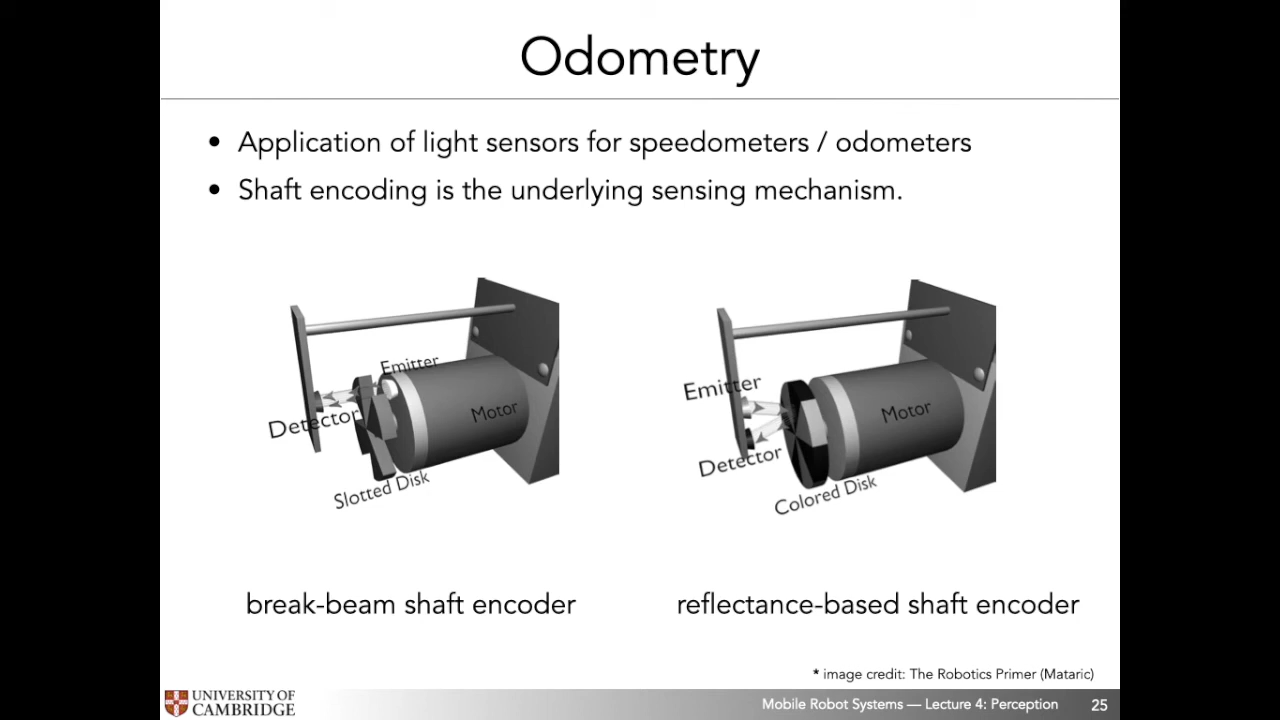 Odometry
• Application of light sensors for speedometers / odometers
• Shaft encoding is the underlying sensing mechanism.
Emitter
Detector
Motor
Slotted Disk
Emitter
Detector
Motor
Colored Disk
break-beam shaft encoder
reflectance-based shaft encoder
* image credit: The Robotics Primer (Mataric)
UNIVERSITY OF
CAMBRIDGE
Mobile Robot Systems — Lecture 4: Perception
25